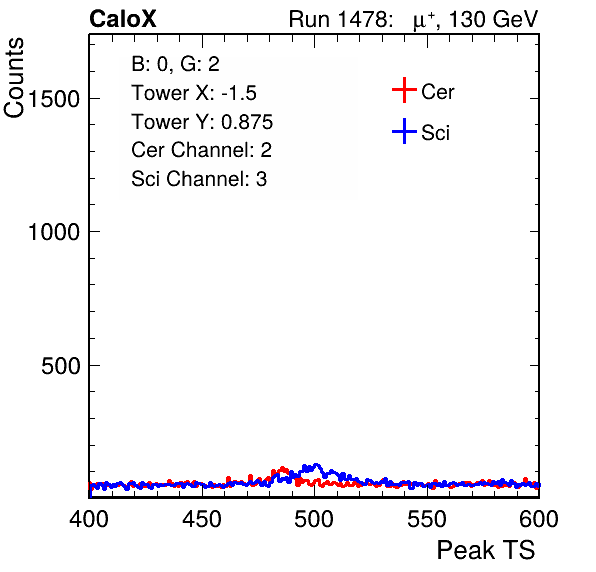 CaloX
Run 1478: μ⁺, 130 GeV
Counts
B: 0, G: 2
Tower X: -1.5
Tower Y: 0.875
Cer Channel: 2
Sci Channel: 3
Cer
Sci
1500
1000
500
400 450 500 550 600
Peak TS